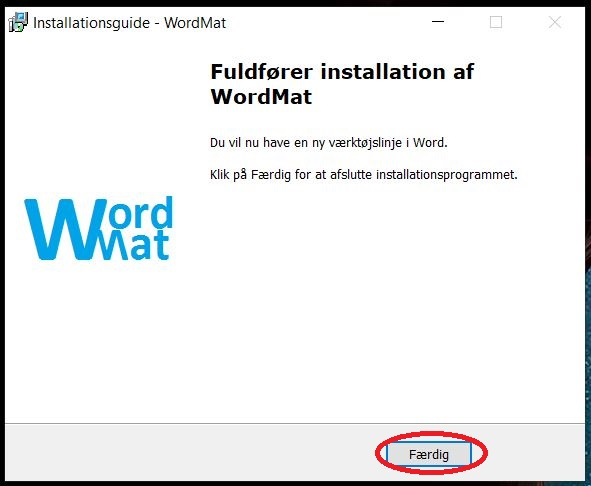 Installationsguide - WordMat
Fuldfører installation af
WordMat
Du vil nu have en ny værktøjslinje i Word.
Klik på Færdig for at afslutte installationsprogrammet.
Word
Mat
Færdig